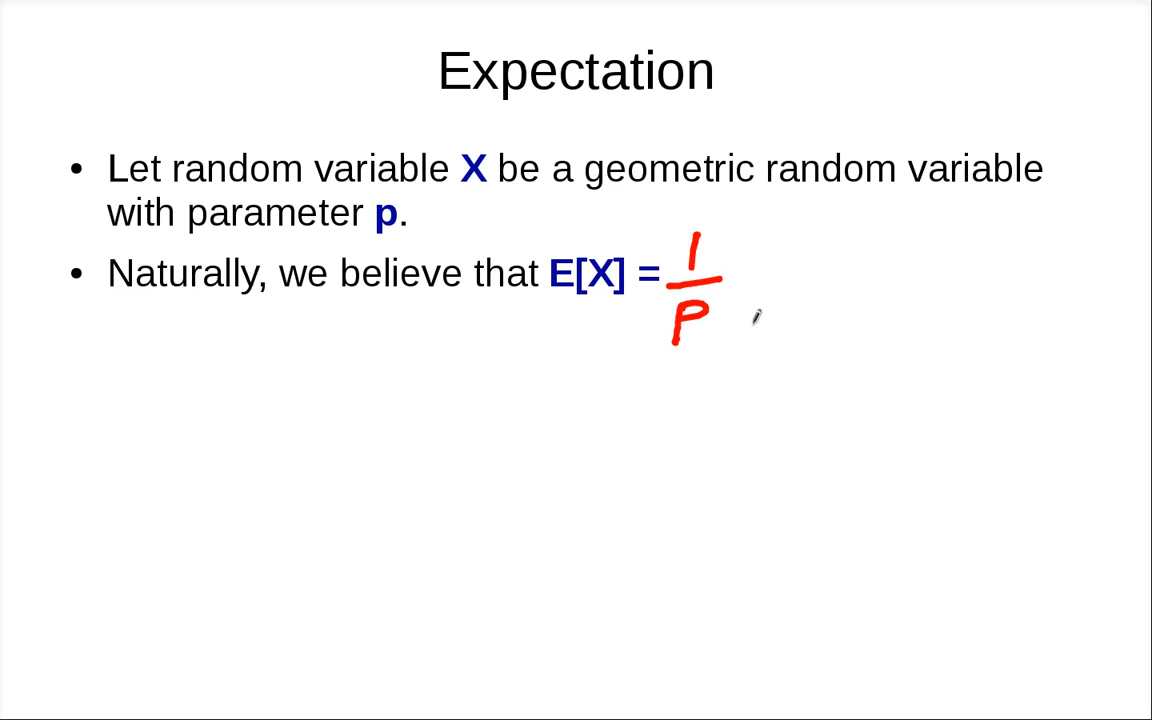 Expectation
• Let random variable X be a geometric random variable
with parameter p.
• Naturally, we believe that E[X] = 1/P